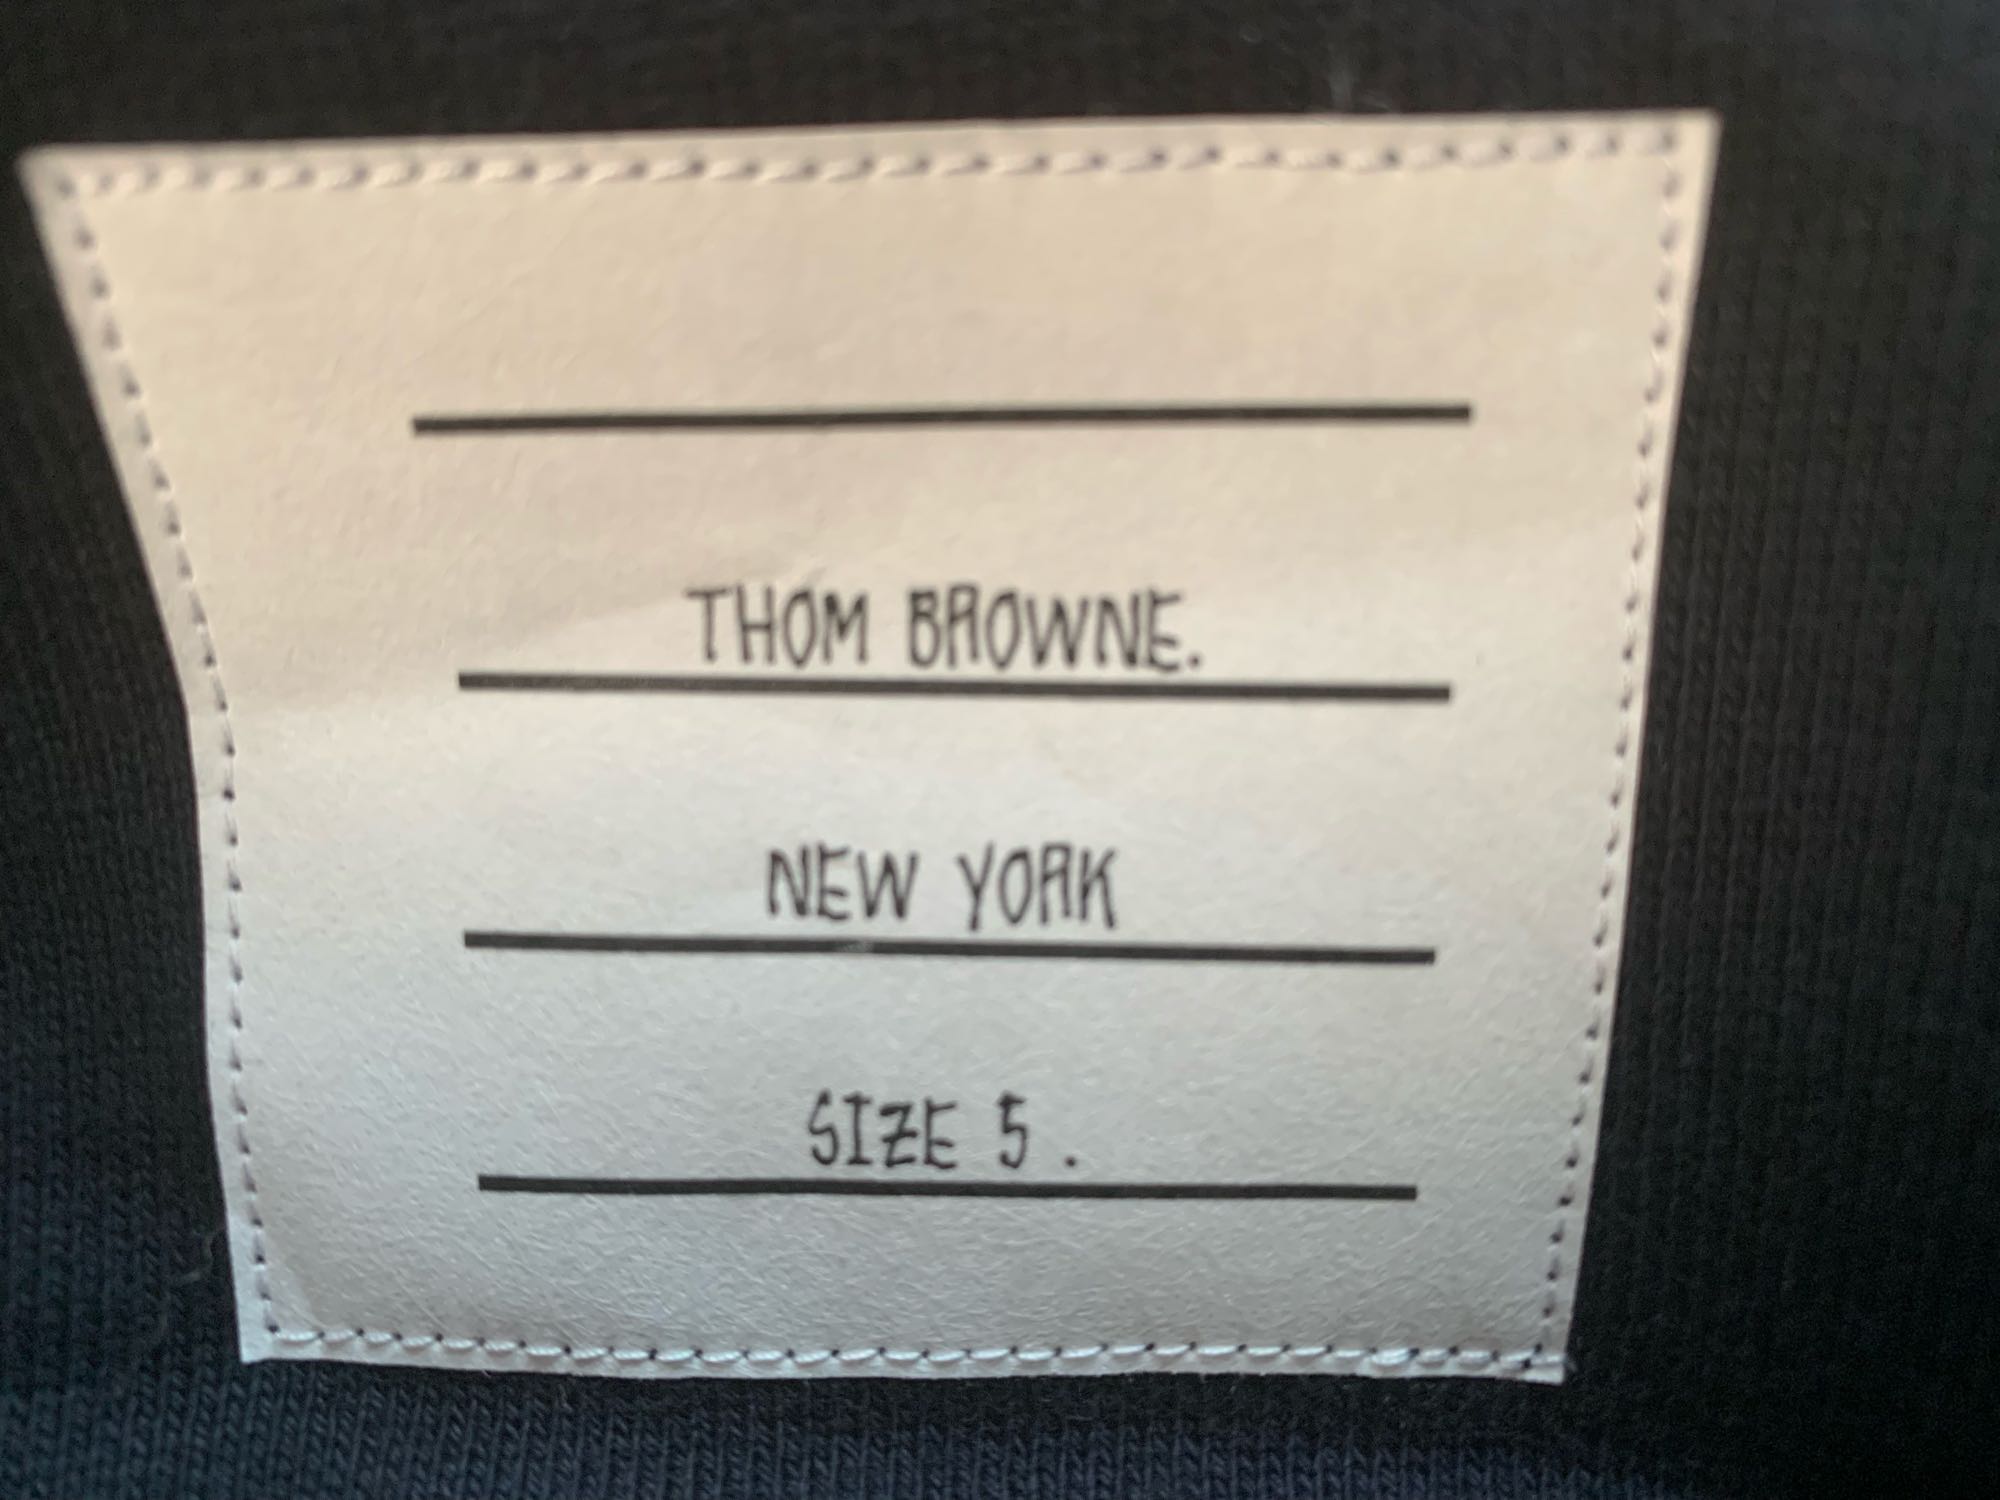 THOM BROWNE.
NEW YORK
SIZE 5 .